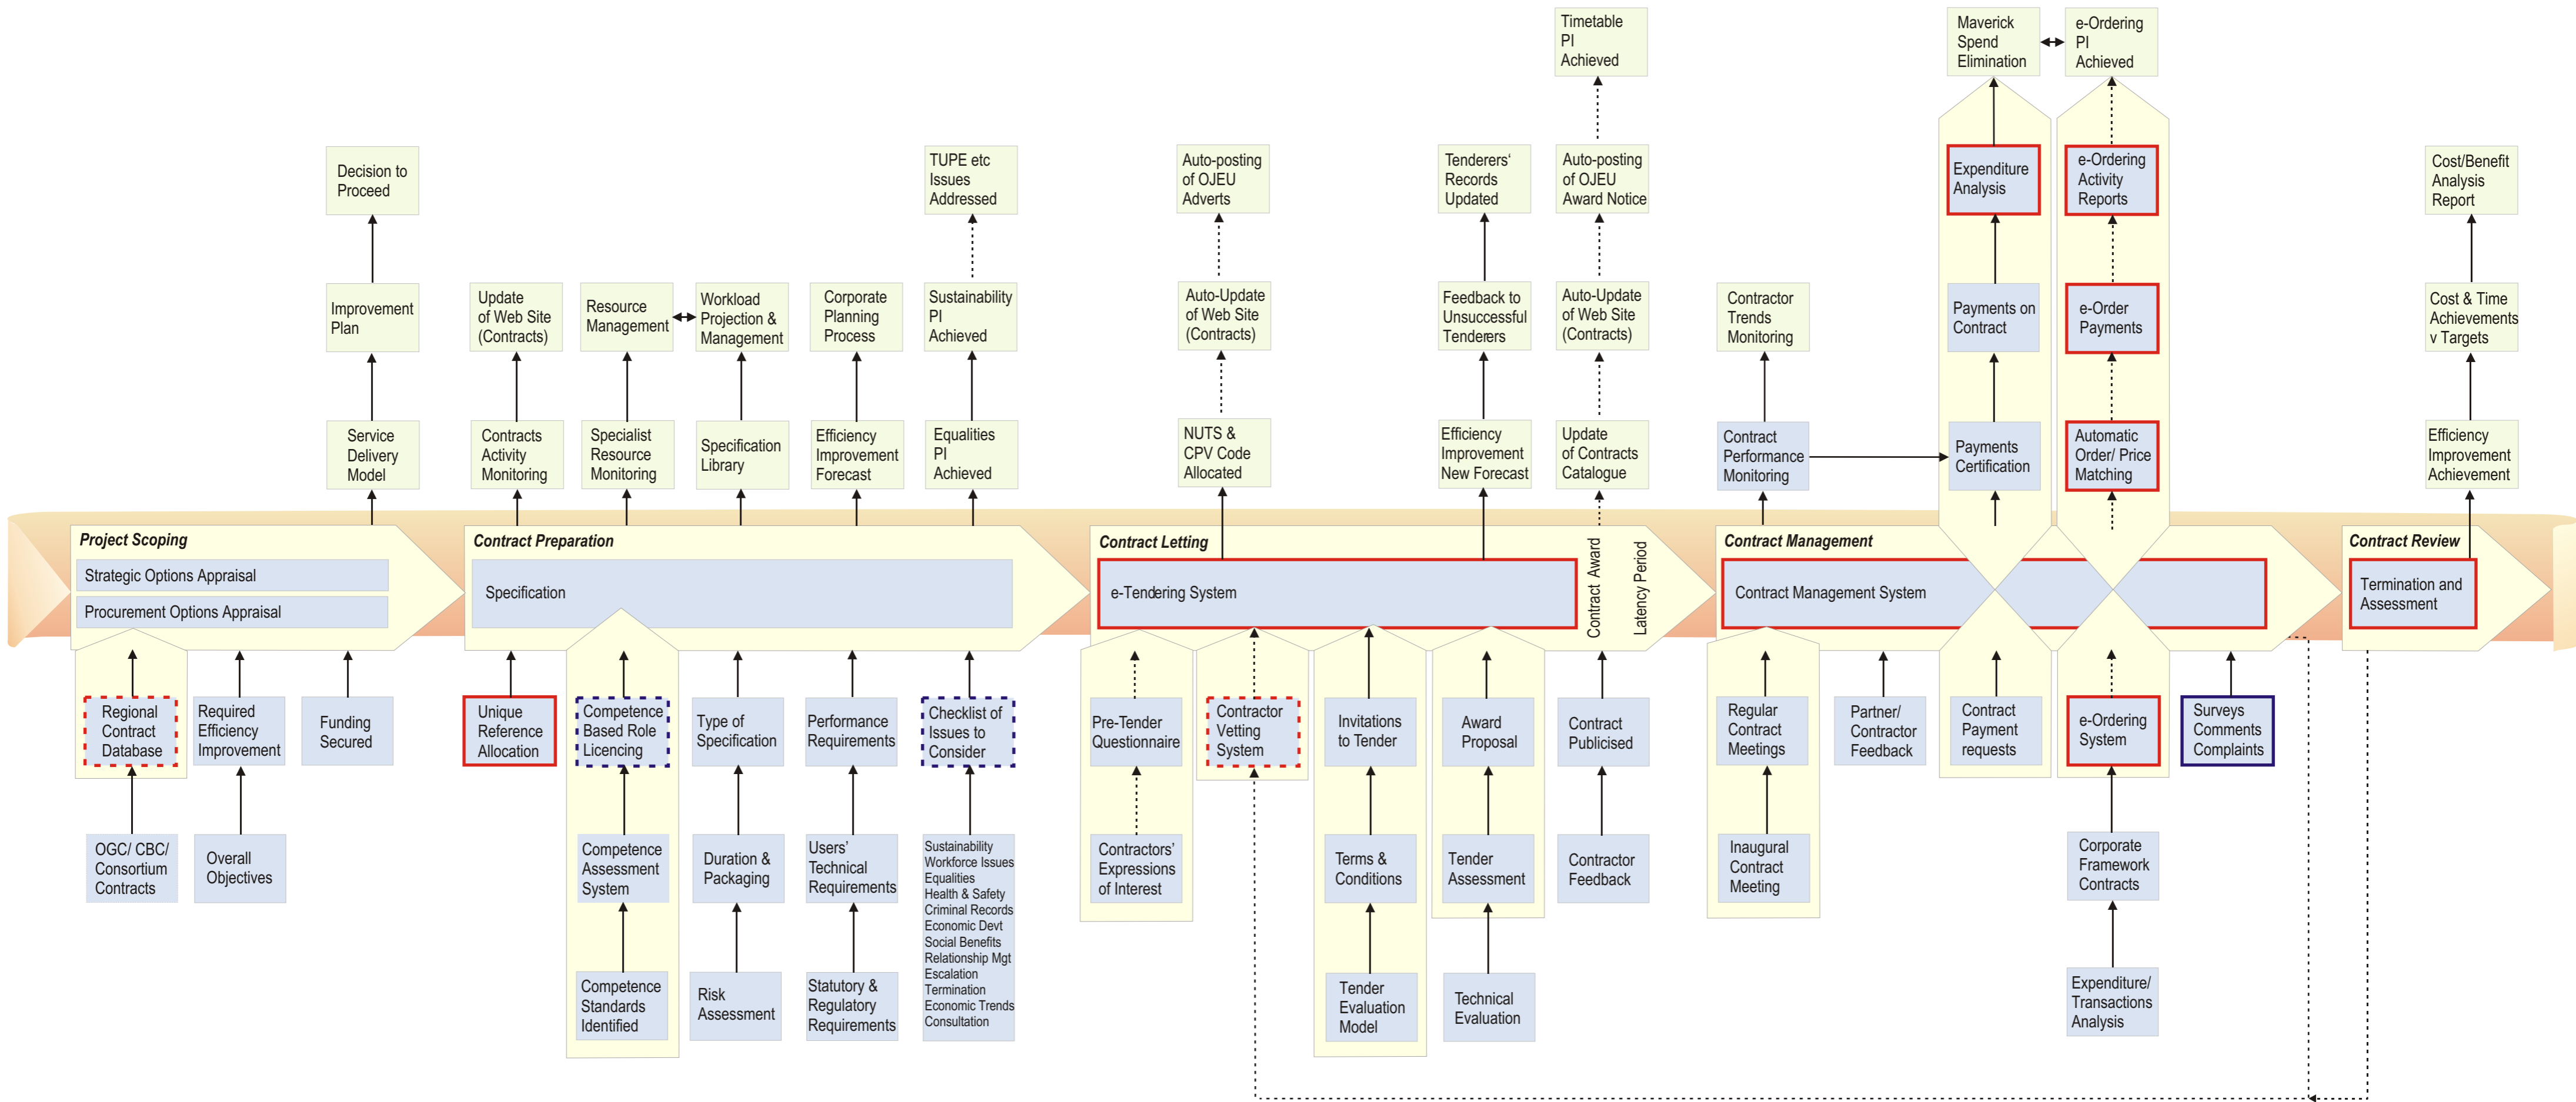 Timetable
PI
Achieved
Maverick
Spend
Elimination
e-Ordering
PI
Achieved
Decision to
Proceed
TUPE etc
Issues
Addressed
Auto-posting
of OJEU
Adverts
Tenderers‘
Records
Updated
Auto-posting
of OJEU
Award Notice
Expenditure
Analysis
e-Ordering
Activity
Reports
Cost/Benefit
Analysis
Report
Improvement
Plan
Update
of Web Site
(Contracts)
Resource
Management
Workload
Projection &
Management
Corporate
Planning
Process
Sustainability
PI
Achieved
Auto-Update
of Web Site
(Contracts)
Feedback to
Unsuccessful
Tenderers
Auto-Update
of Web Site
(Contracts)
Contractor
Trends
Monitoring
Payments on
Contract
e-Order
Payments
Cost & Time
Achievements
v Targets
Service
Delivery
Model
Contracts
Activity
Monitoring
Specialist
Resource
Monitoring
Specification
Library
Efficiency
Improvement
Forecast
Equalities
PI
Achieved
NUTS &
CPV Code
Allocated
Efficiency
Improvement
New Forecast
Update
of Contracts
Catalogue
Contract
Performance
Monitoring
Payments
Certification
Automatic
Order/ Price
Matching
Efficiency
Improvement
Achievement
Project Scoping
Strategic Options Appraisal
Procurement Options Appraisal
Contract Preparation
Specification
Contract Letting
e-Tendering System
Contract Award
Latency Period
Contract Management
Contract Management System
Contract Review
Termination and
Assessment
Regional
Contract
Database
Required
Efficiency
Improvement
Funding
Secured
Unique
Reference
Allocation
Competence
Based Role
Licencing
Type of
Specification
Performance
Requirements
Checklist of
Issues to
Consider
Pre-Tender
Questionnaire
Contractor
Vetting
System
Invitations
to Tender
Award
Proposal
Contract
Publicised
Regular
Contract
Meetings
Partner/
Contractor
Feedback
Contract
Payment
requests
e-Ordering
System
Surveys
Comments
Complaints
OGC/ CBC/
Consortium
Contracts
Overall
Objectives
Competence
Assessment
System
Duration &
Packaging
Users’
Technical
Requirements
Sustainability
Workforce Issues
Equalities
Health & Safety
Criminal Records
Economic Devt
Social Benefits
Relationship Mgt
Escalation
Termination
Economic Trends
Consultation
Contractors’
Expressions
of Interest
Terms &
Conditions
Tender
Assessment
Contractor
Feedback
Inaugural
Contract
Meeting
Corporate
Framework
Contracts
Competence
Standards
Identified
Risk
Assessment
Statutory &
Regulatory
Requirements
Tender
Evaluation
Model
Technical
Evaluation
Expenditure/
Transactions
Analysis